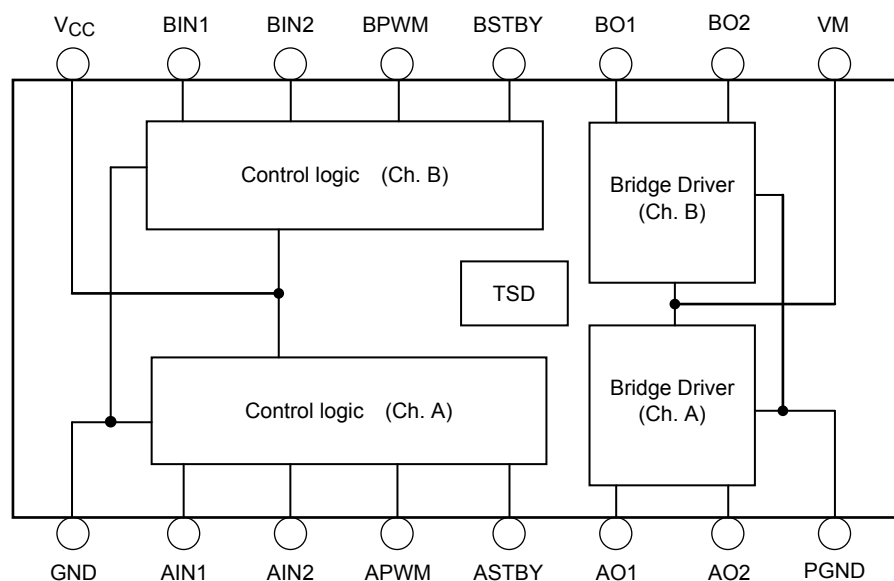 VCC BIN1 BIN2 BPWM BSTBY BO1 BO2 VM
Control logic (Ch. B)
Bridge Driver
(Ch. B)
TSD
Control logic (Ch. A)
Bridge Driver
(Ch. A)
GND AIN1 AIN2 APWM ASTBY AO1 AO2 PGND